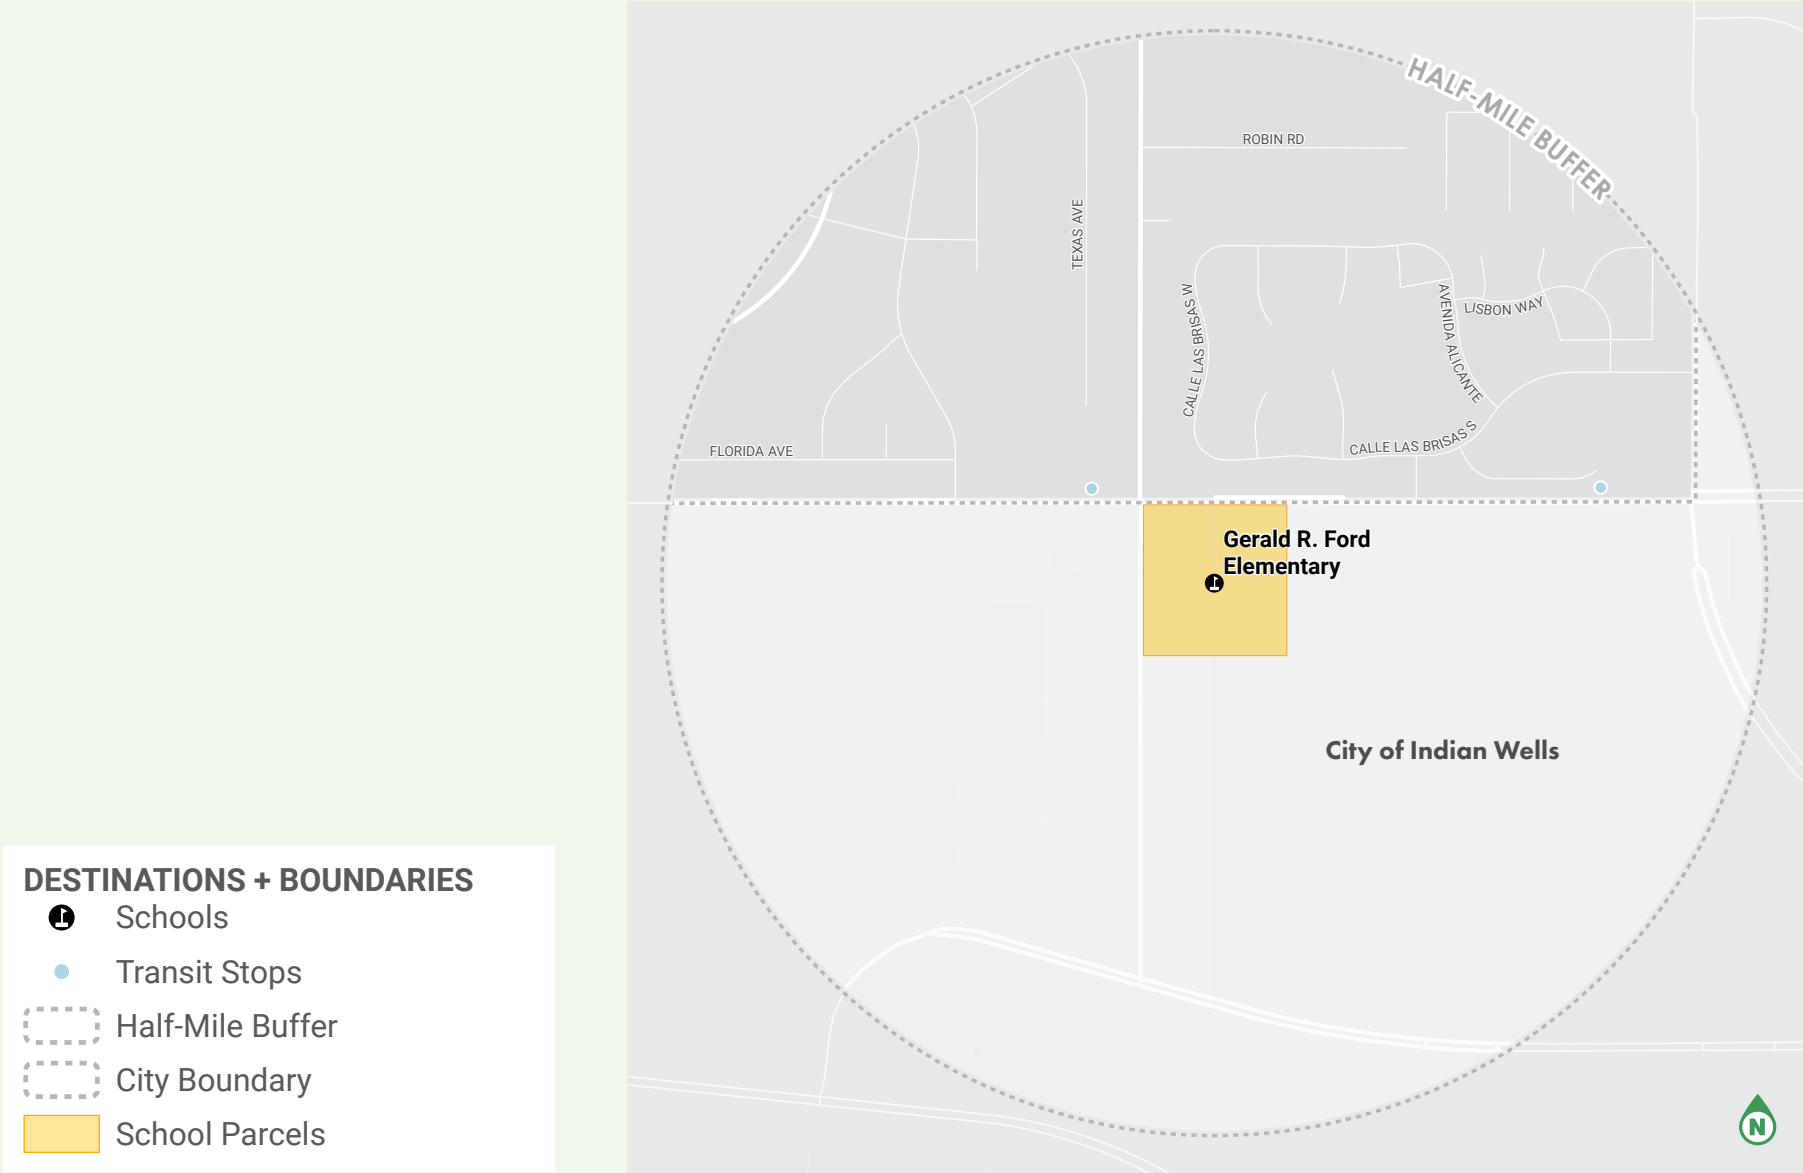 HALF-MILE BUFFER
ROBIN RD
TEXAS AVE
CALLE LAS BRISAS W
AVENIDA ALICANTE
LISBON WAY
CALLE LAS BRISAS S
FLORIDA AVE
Gerald R. Ford
Elementary
City of Indian Wells
DESTINATIONS + BOUNDARIES
Schools
Transit Stops
Half-Mile Buffer
City Boundary
School Parcels
N